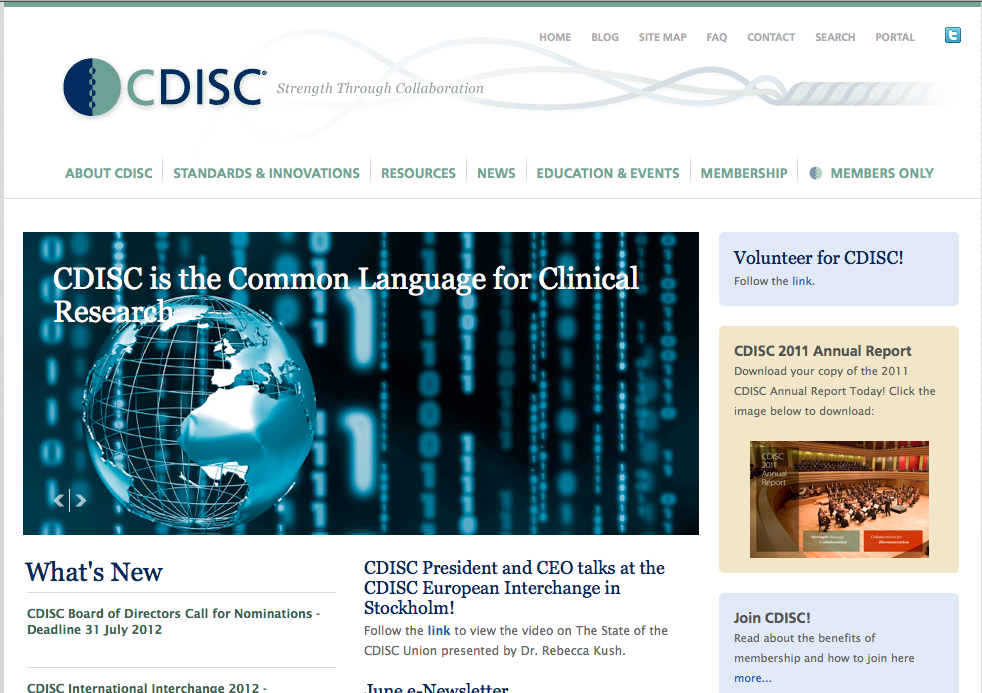 HOME BLOG SITE MAP FAQ CONTACT SEARCH PORTAL
CDISC®
Strength Through Collaboration
ABOUT CDISC STANDARDS & INNOVATIONS RESOURCES NEWS EDUCATION & EVENTS MEMBERSHIP MEMBERS ONLY
CDISC is the Common Language for Clinical
Research
Volunteer for CDISC!
Follow the link.
CDISC 2011 Annual Report
Download your copy of the 2011
CDISC Annual Report Today! Click the
image below to download:
CDISC
2011
Annual
Report
Strength through
Collaboration
Collaboration for
Harmonization
What's New
CDISC Board of Directors Call for Nominations -
Deadline 31 July 2012
CDISC International Interchange 2012 -
CDISC President and CEO talks at the
CDISC European Interchange in
Stockholm!
Follow the link to view the video on The State of the
CDISC Union presented by Dr. Rebecca Kush.
June e-Newsletter
Join CDISC!
Read about the benefits of
membership and how to join here
more...